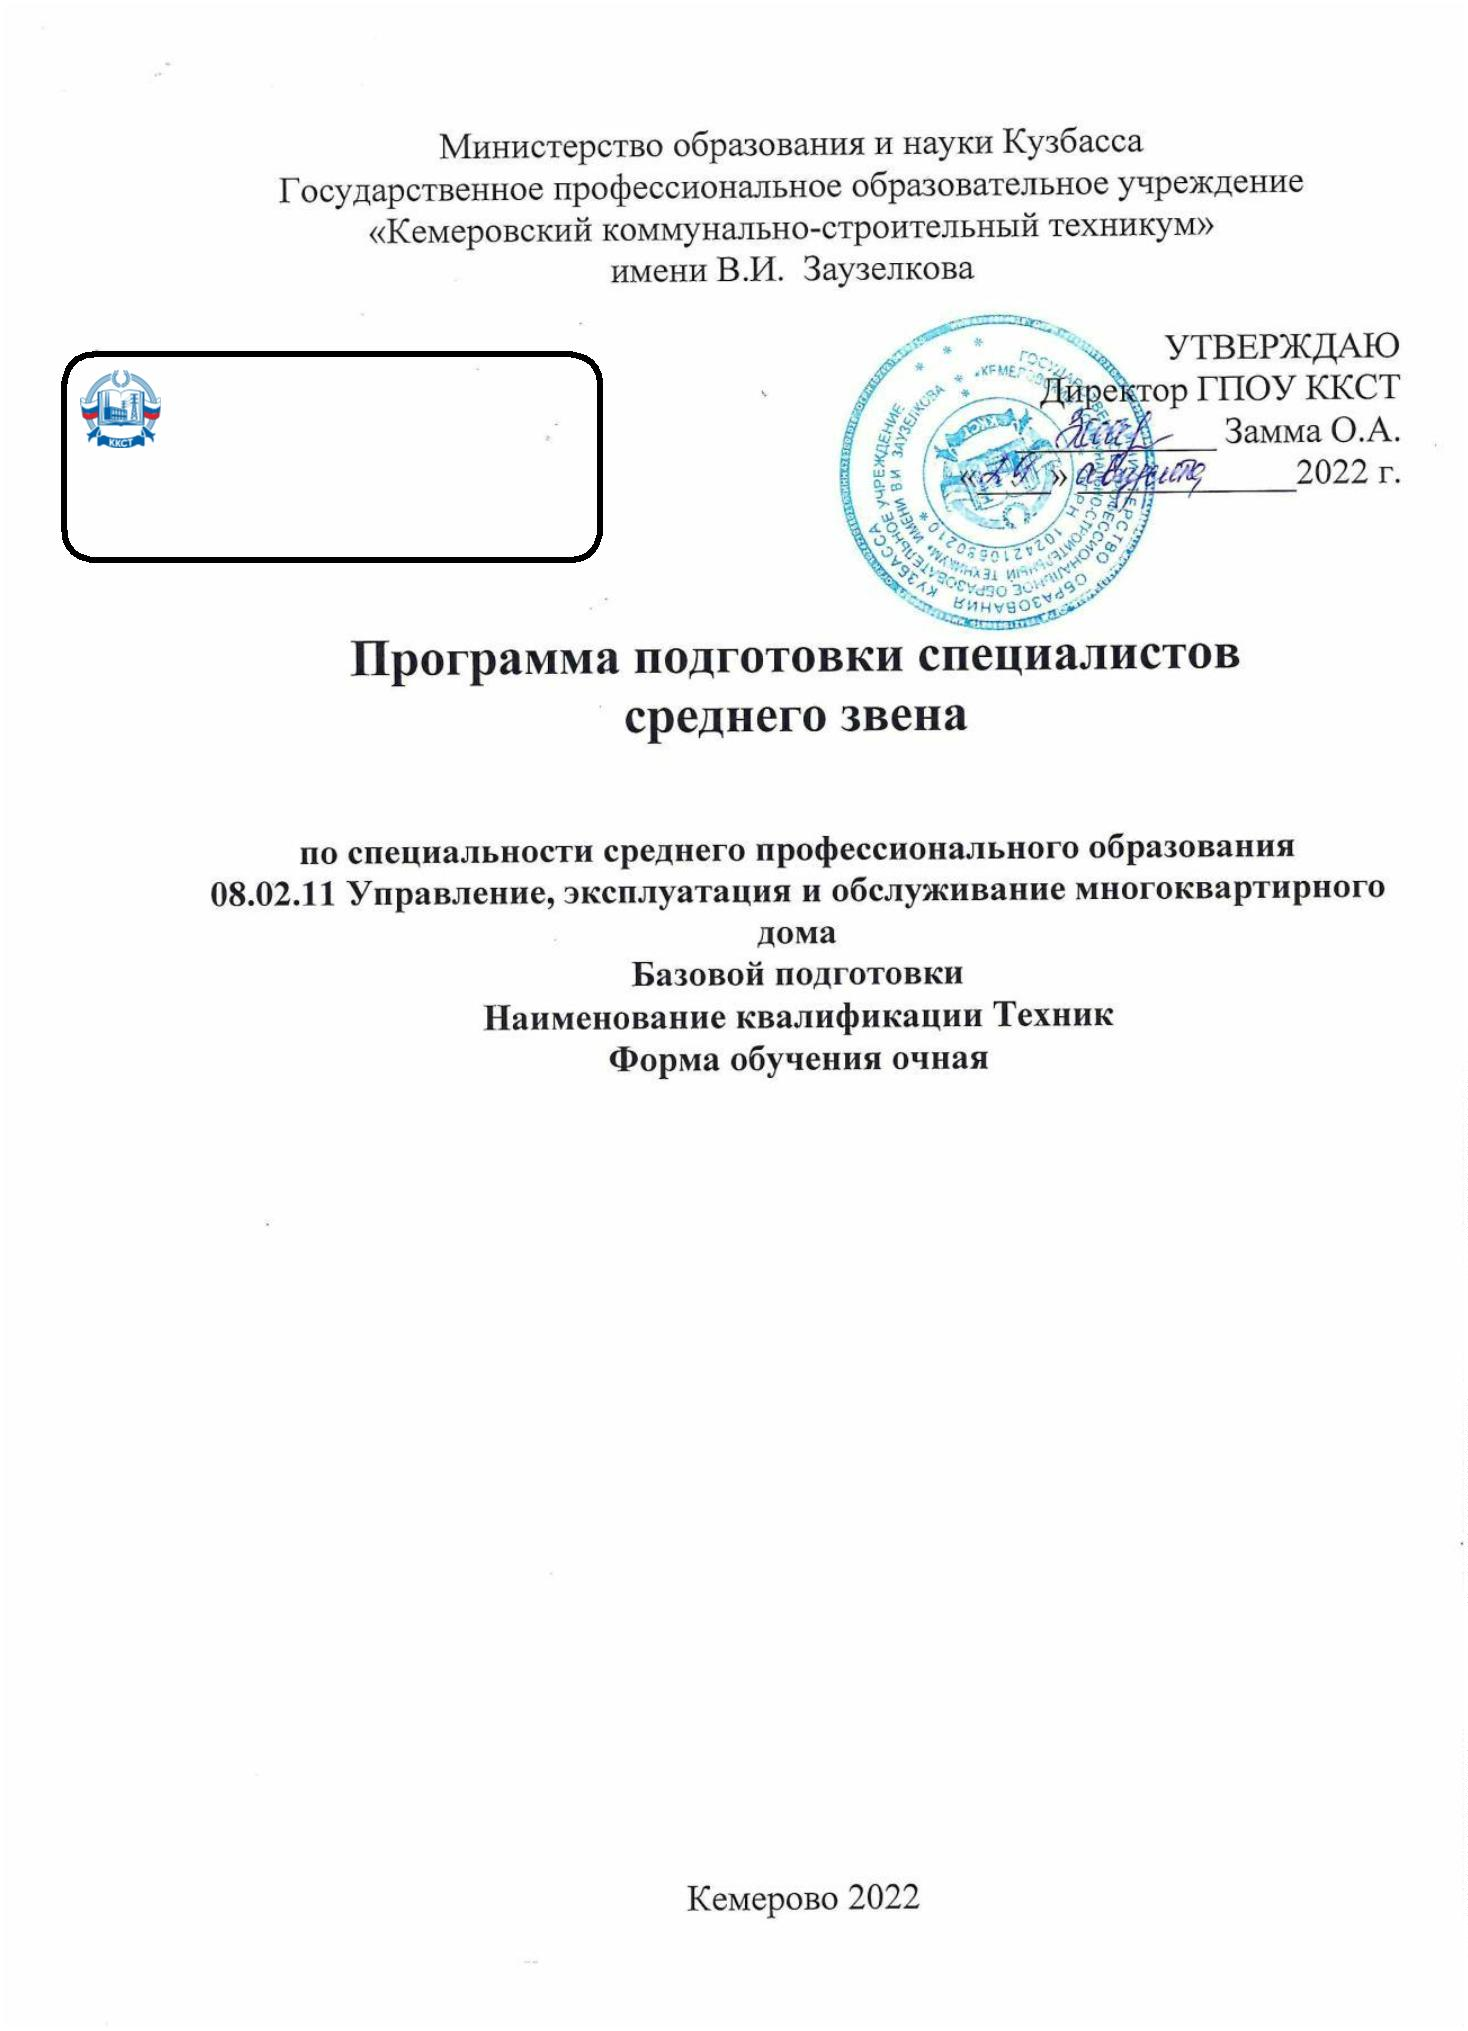 Министерство образования и науки Кузбасса
Государственное профессиональное образовательное учреждение
«Кемеровский коммунально-строительный техникум»
имени В.И. Заузелкова
ККСТ
УТВЕРЖДАЮ
Директор ГПОУ ККСТ
Замма О.А.
« » августа 2022 г.
Программа подготовки специалистов
среднего звена
по специальности среднего профессионального образования
08.02.11 Управление, эксплуатация и обслуживание многоквартирного
дома
Базовой подготовки
Наименование квалификации Техник
Форма обучения очная
Кемерово 2022